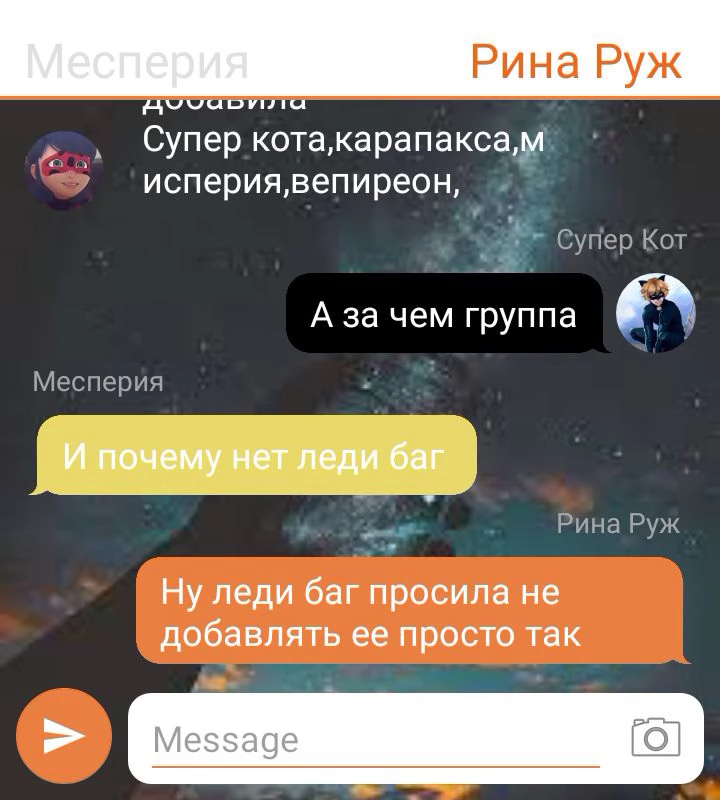 Месперия
Рина Руж
добавила
Супер кота,карапакса,м
исперия,вепиреон,
Супер Кот
А за чем группа
Месперия
И почему нет леди баг
Рина Руж
Ну леди баг просила не
добавлять ее просто так
Message